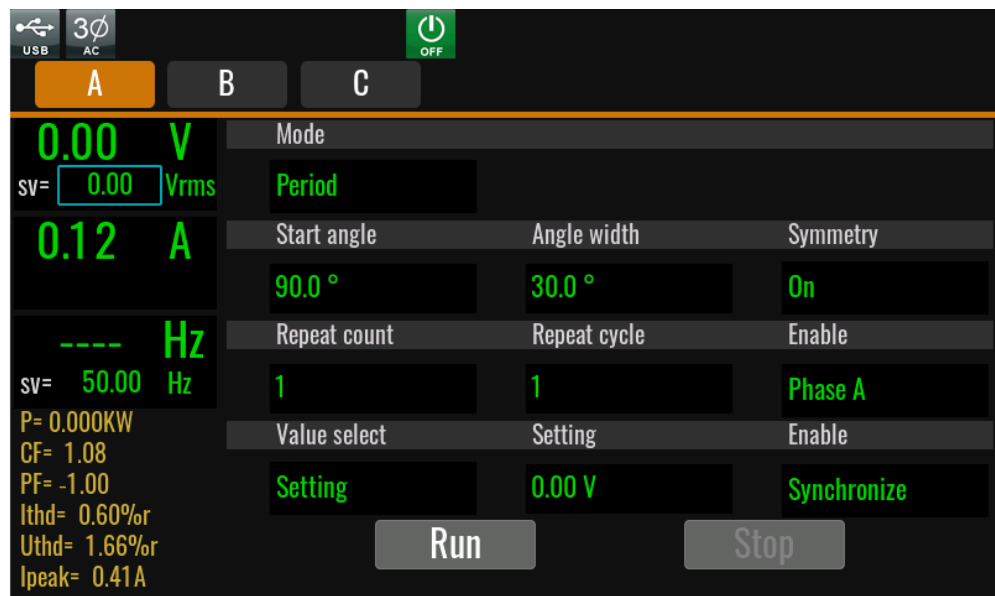 USB
3Ø
AC
OFF
A B C
0.00 V
sv= 0.00 Vrms
0.12 A
---- Hz
sv= 50.00 Hz
P= 0.000KW
CF= 1.08
PF= -1.00
Ithd= 0.60%r
Uthd= 1.66%r
Ipeak= 0.41A
Mode
Period
Start angle Angle width Symmetry
90.0 ° 30.0 ° On
Repeat count Repeat cycle Enable
1 1 Phase A
Value select Setting Enable
Setting 0.00 V Synchronize
Run Stop